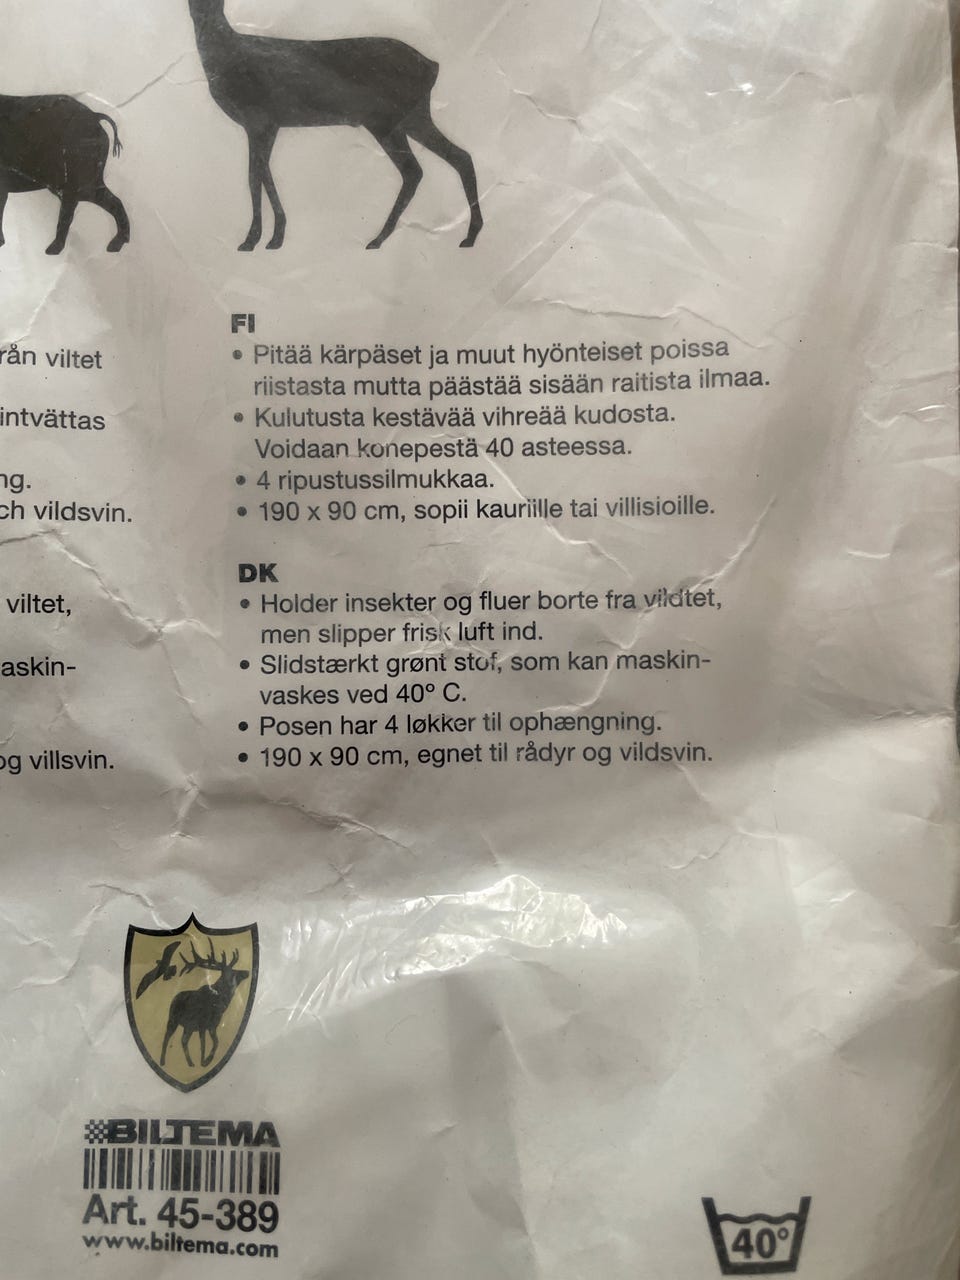 rån viltet
intvättas
ng.
ch vildsvin.
viltet,
askin-
og villsvin.
FI
• Pitää kärpäset ja muut hyönteiset poissa
riistasta mutta päästää sisään raitista ilmaa.
• Kulutusta kestävää vihreää kudosta.
Voidaan konepestä 40 asteessa.
• 4 ripustussilmukkaa.
• 190 x 90 cm, sopii kauriille tai villisioille.
DK
• Holder insekter og fluer borte fra vildtet,
men slipper frisk luft ind.
• Slidstærkt grønt stof, som kan maskin-
vaskes ved 40° C.
• Posen har 4 løkker til ophængning.
• 190 x 90 cm, egnet til rådyr og vildsvin.
BILTEMA
Art. 45-389
www.biltema.com
40°